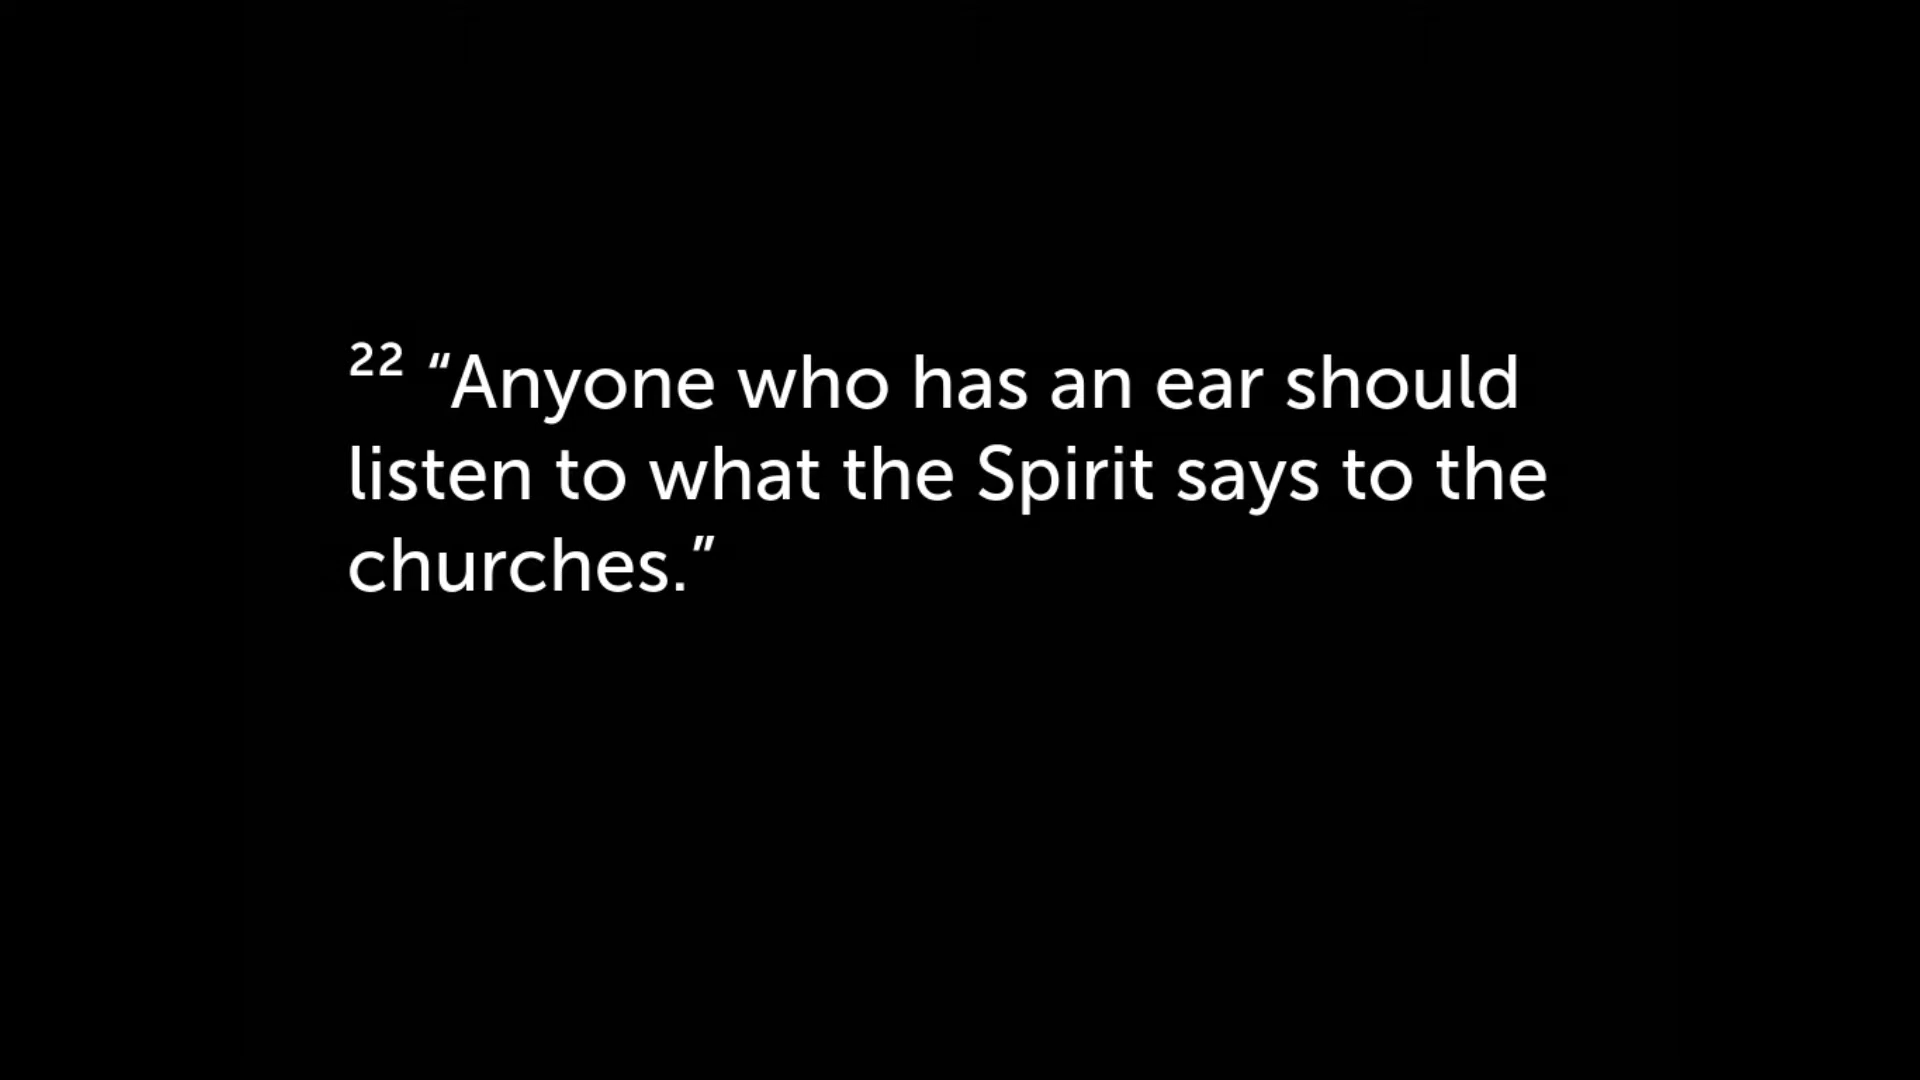 ²² “Anyone who has an ear should
listen to what the Spirit says to the
churches.”